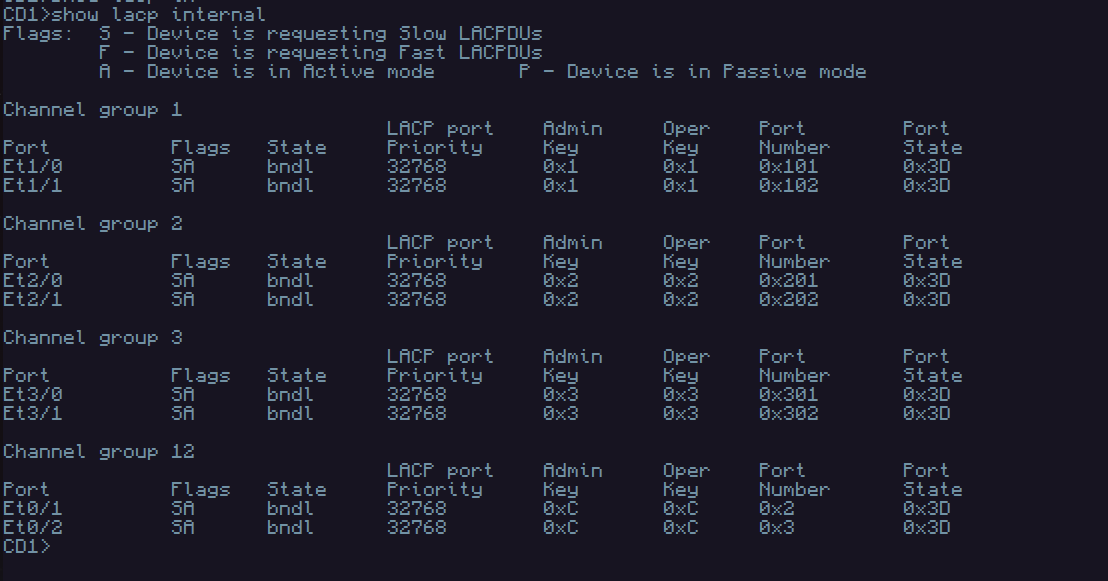 CD1>show lacp internal
Flags:  S - Device is requesting Slow LACPDUs
        F - Device is requesting Fast LACPDUs
        A - Device is in Active mode       P - Device is in Passive mode

Channel group 1
                                LACP port    Admin     Oper    Port        Port
Port          Flags   State     Priority     Key       Key     Number      State
Et1/0         SA      bndl      32768        0x1       0x1     0x101       0x3D
Et1/1         SA      bndl      32768        0x1       0x1     0x102       0x3D

Channel group 2
                                LACP port    Admin     Oper    Port        Port
Port          Flags   State     Priority     Key       Key     Number      State
Et2/0         SA      bndl      32768        0x2       0x2     0x201       0x3D
Et2/1         SA      bndl      32768        0x2       0x2     0x202       0x3D

Channel group 3
                                LACP port    Admin     Oper    Port        Port
Port          Flags   State     Priority     Key       Key     Number      State
Et3/0         SA      bndl      32768        0x3       0x3     0x301       0x3D
Et3/1         SA      bndl      32768        0x3       0x3     0x302       0x3D

Channel group 12
                                LACP port    Admin     Oper    Port        Port
Port          Flags   State     Priority     Key       Key     Number      State
Et0/1         SA      bndl      32768        0xC       0xC     0x2         0x3D
Et0/2         SA      bndl      32768        0xC       0xC     0x3         0x3D
CD1>